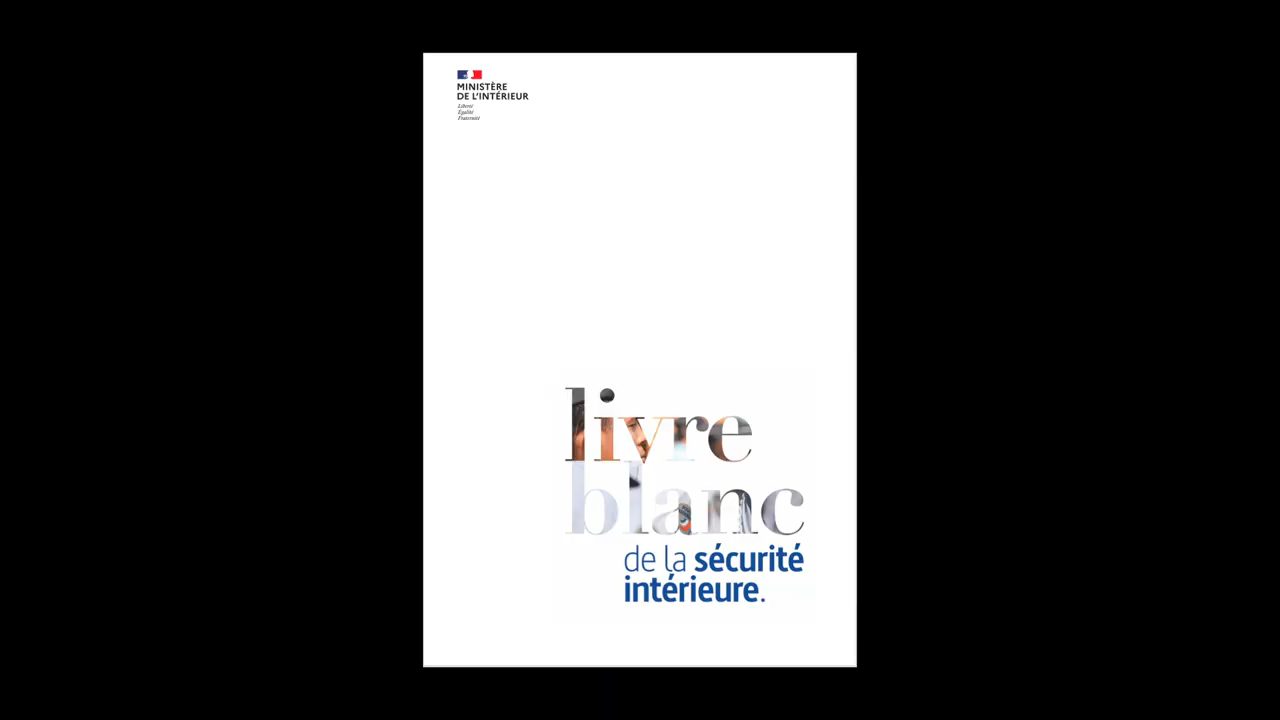 MINISTÈRE
DE L'INTÉRIEUR
Liberté
Égalité
Fraternité
livre
blanc
de la sécurité
intérieure.